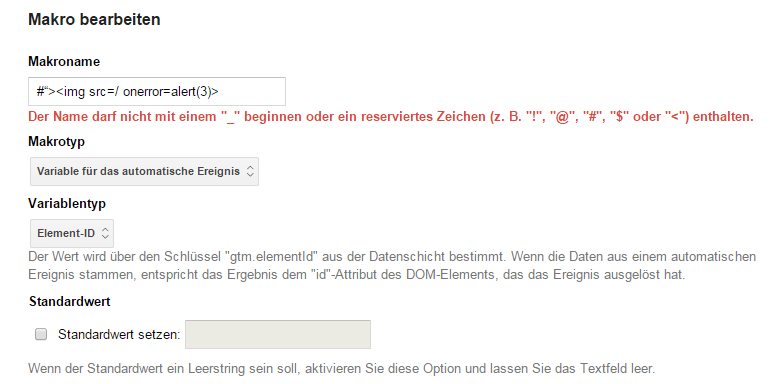 Makro bearbeiten
Makroname
#“><img src=/ onerror=alert(3)>
Der Name darf nicht mit einem "_" beginnen oder ein reserviertes Zeichen (z. B. "!", "@", "#", "$" oder "<") enthalten.
Makrotyp
Variable für das automatische Ereignis
Variablentyp
Element-ID
Der Wert wird über den Schlüssel "gtm.elementId" aus der Datenschicht bestimmt. Wenn die Daten aus einem automatischen
Ereignis stammen, entspricht das Ergebnis dem "id"-Attribut des DOM-Elements, das das Ereignis ausgelöst hat.
Standardwert
Standardwert setzen:
Wenn der Standardwert ein Leerstring sein soll, aktivieren Sie diese Option und lassen Sie das Textfeld leer.